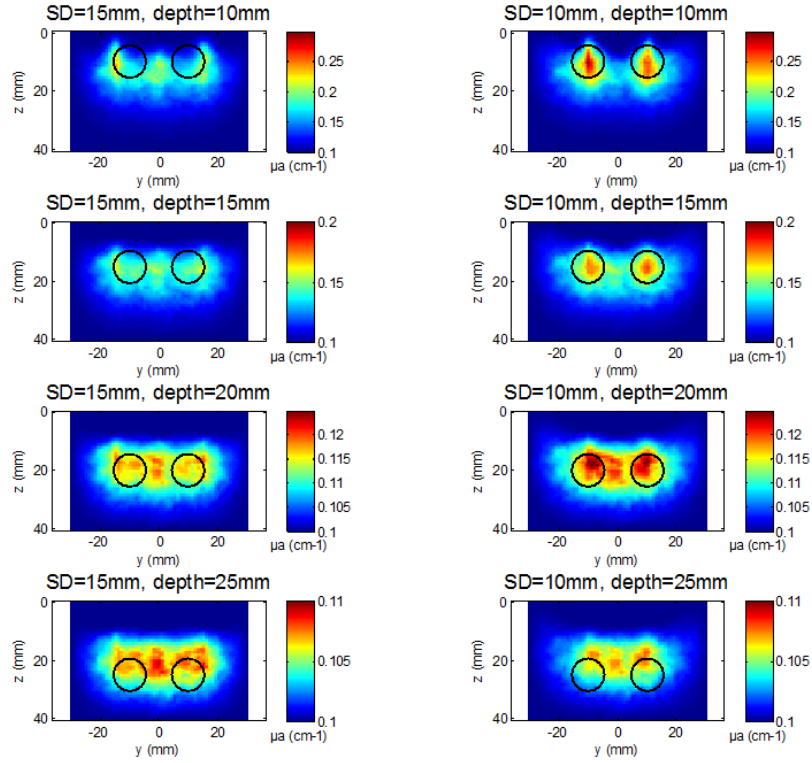 SD=15mm, depth=10mm
0
20
40
z (mm)
-20
0
20
y (mm)
0.25
0.2
0.15
0.1
µa (cm-1)
SD=10mm, depth=10mm
0
20
40
z (mm)
-20
0
20
y (mm)
0.25
0.2
0.15
0.1
µa (cm-1)
SD=15mm, depth=15mm
0
20
40
z (mm)
-20
0
20
y (mm)
0.2
0.15
0.1
µa (cm-1)
SD=10mm, depth=15mm
0
20
40
z (mm)
-20
0
20
y (mm)
0.2
0.15
0.1
µa (cm-1)
SD=15mm, depth=20mm
0
20
40
z (mm)
-20
0
20
y (mm)
0.12
0.115
0.11
0.105
0.1
µa (cm-1)
SD=10mm, depth=20mm
0
20
40
z (mm)
-20
0
20
y (mm)
0.12
0.115
0.11
0.105
0.1
µa (cm-1)
SD=15mm, depth=25mm
0
20
40
z (mm)
-20
0
20
y (mm)
0.11
0.105
0.1
µa (cm-1)
SD=10mm, depth=25mm
0
20
40
z (mm)
-20
0
20
y (mm)
0.11
0.105
0.1
µa (cm-1)